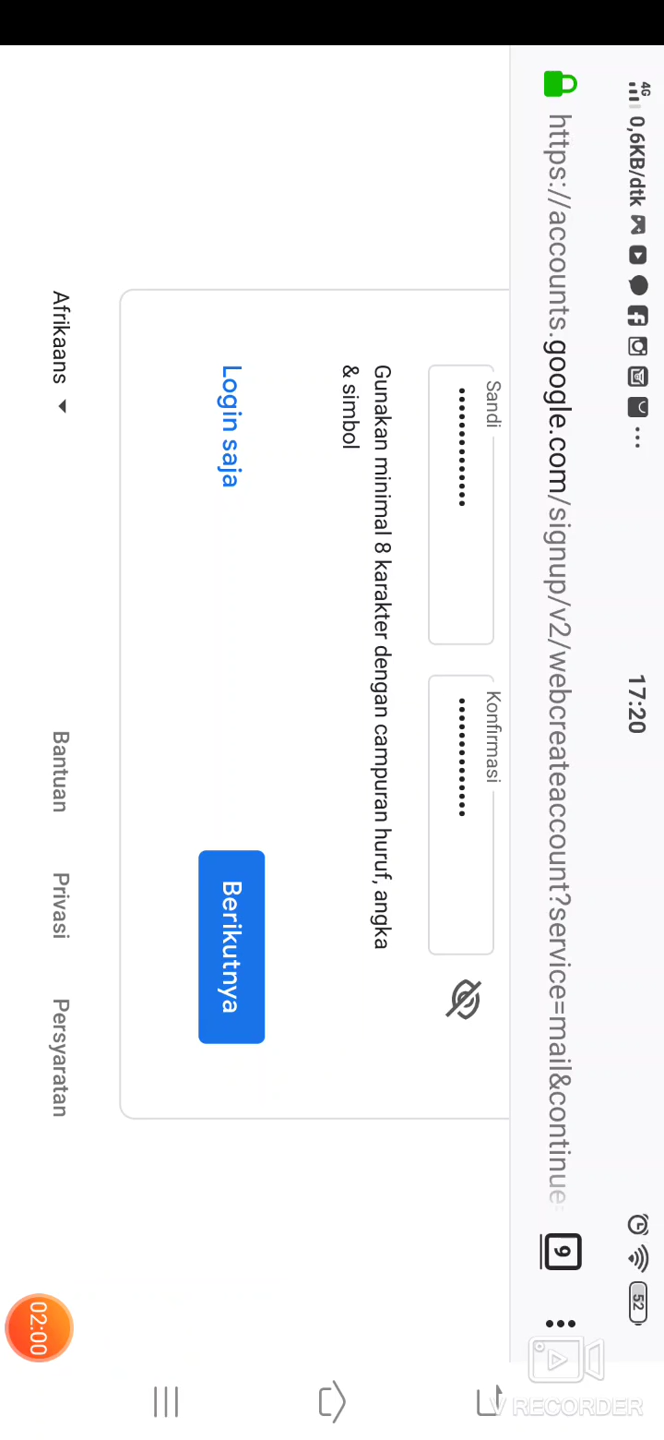 4G 0,6KB/dtk ... 17:20 52
https://accounts.google.com/signup/v2/webcreateaccount?service=mail&continue= 9
Sandi Konfirmasi
•••••••••••••• ••••••••••••••
Gunakan minimal 8 karakter dengan campuran huruf, angka
& simbol
Login saja Berikutnya
Afrikaans Bantuan Privasi Persyaratan
02:00
V RECORDER